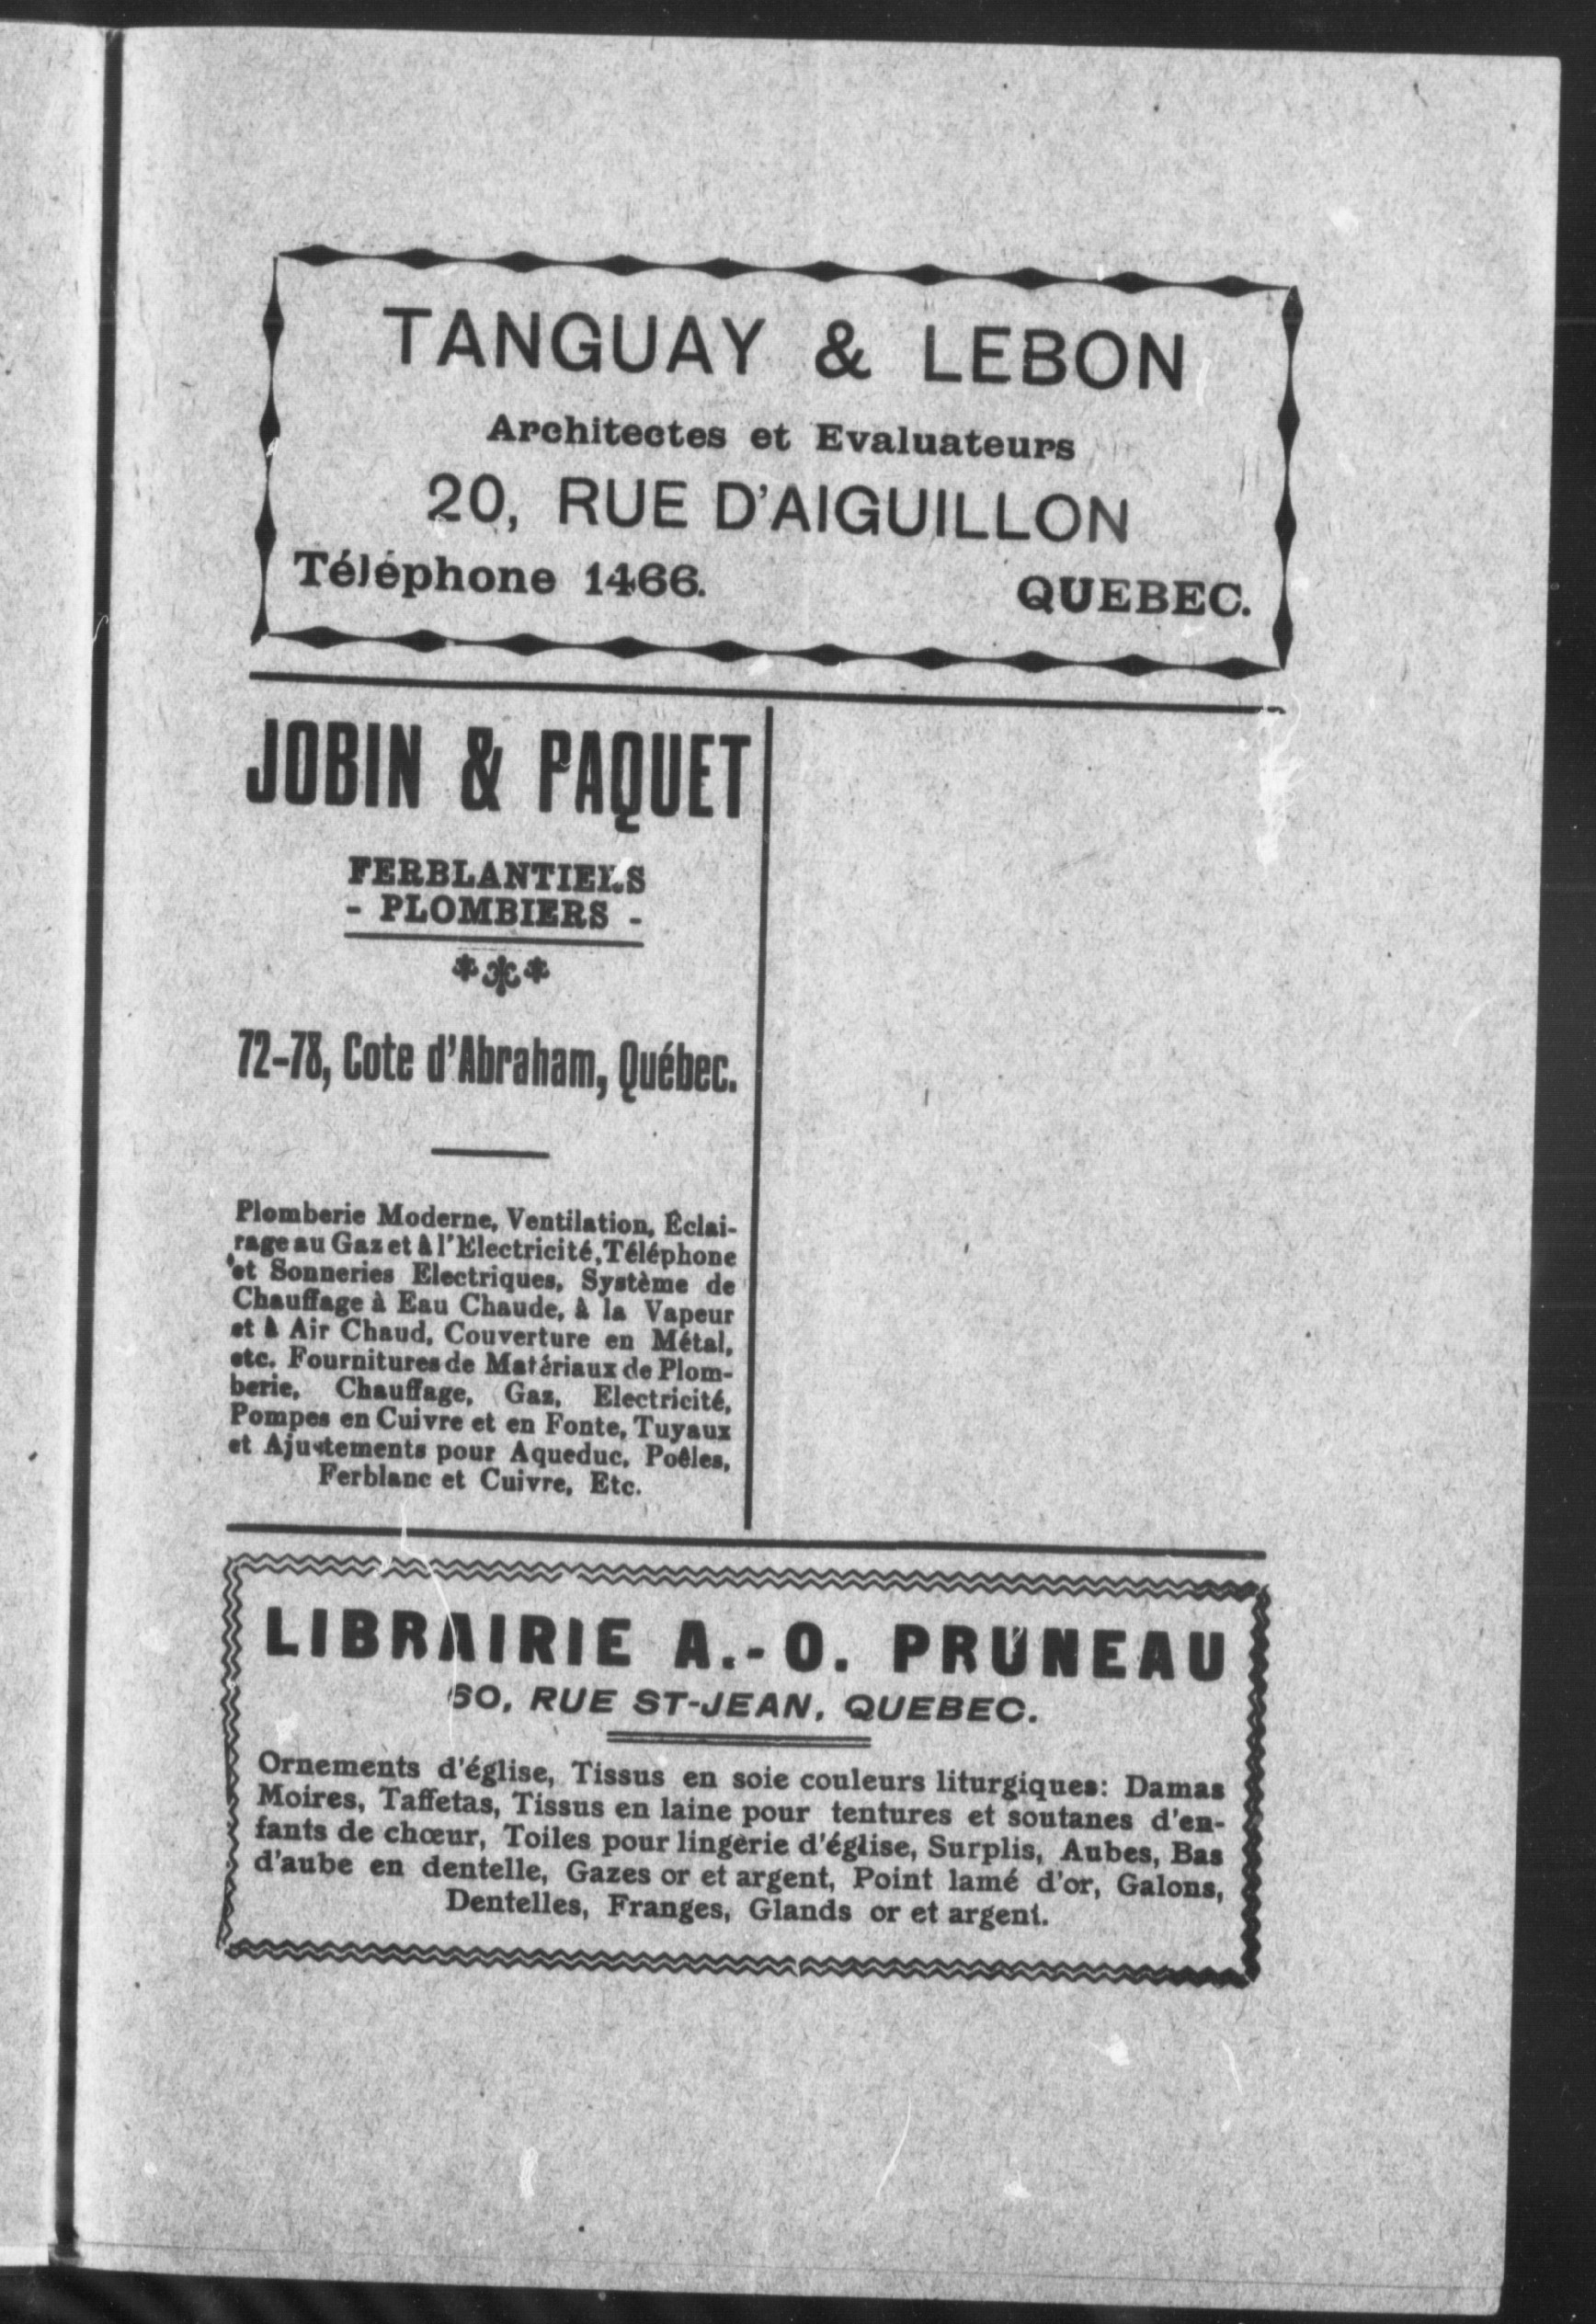 TANGUAY & LEBON
Architectes et Evaluateurs
20, RUE D'AIGUILLON
Téléphone 1466. QUEBEC.
JOBIN & PAQUET
FERBLANTIERS
- PLOMBIERS -
72-78, Cote d'Abraham, Québec.
Plomberie Moderne, Ventilation, Éclai-
rage au Gaz et à l'Electricité, Téléphone
et Sonneries Electriques, Système de
Chauffage à Eau Chaude, à la Vapeur
et à Air Chaud, Couverture en Métal,
etc. Fournitures de Matériaux de Plom-
berie, Chauffage, Gaz, Electricité,
Pompes en Cuivre et en Fonte, Tuyaux
et Ajustements pour Aqueduc, Poêles,
Ferblanc et Cuivre, Etc.
LIBRAIRIE A.-O. PRUNEAU
60, RUE ST-JEAN, QUEBEC.
Ornements d'église, Tissus en soie couleurs liturgiques: Damas
Moires, Taffetas, Tissus en laine pour tentures et soutanes d'en-
fants de chœur, Toiles pour lingerie d'église, Surplis, Aubes, Bas
d'aube en dentelle, Gazes or et argent, Point lamé d'or, Galons,
Dentelles, Franges, Glands or et argent.